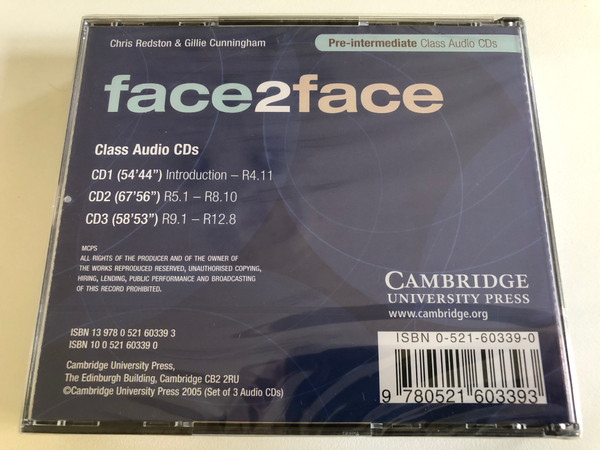 Chris Redston & Gillie Cunningham
Pre-intermediate Class Audio CDs
face2face
Class Audio CDs
CD1 (54'44") Introduction – R4.11
CD2 (67'56") R5.1 – R8.10
CD3 (58'53") R9.1 – R12.8
MCPS
ALL RIGHTS OF THE PRODUCER AND OF THE OWNER OF
THE WORKS REPRODUCED RESERVED, UNAUTHORISED COPYING,
HIRING, LENDING, PUBLIC PERFORMANCE AND BROADCASTING
OF THIS RECORD PROHIBITED.
CAMBRIDGE
UNIVERSITY PRESS
www.cambridge.org
ISBN 13 978 0 521 60339 3
ISBN 10 0 521 60339 0
Cambridge University Press,
The Edinburgh Building, Cambridge CB2 2RU
©Cambridge University Press 2005 (Set of 3 Audio CDs)
ISBN 0-521-60339-0
9 780521 603393